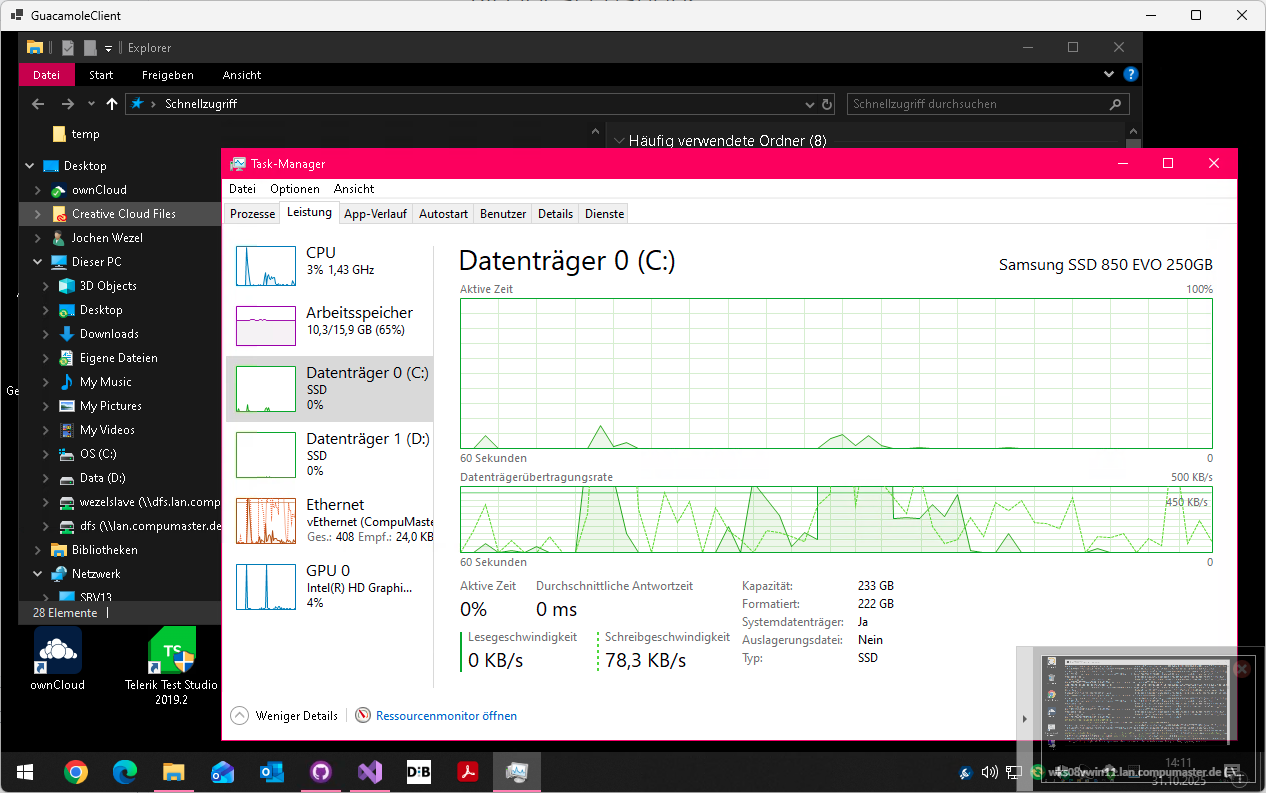 GuacamoleClient
Explorer
Datei Start Freigeben Ansicht
Schnellzugriff
Schnellzugriff durchsuchen
temp
Häufig verwendete Ordner (8)
Desktop
ownCloud
Creative Cloud Files
Jochen Wezel
Dieser PC
3D Objects
Desktop
Downloads
Eigene Dateien
My Music
My Pictures
My Videos
OS (C:)
Data (D:)
wezelslave (\\dfs.lan.comp
dfs (\\lan.compumaster.de
Bibliotheken
Netzwerk
SRV13
28 Elemente
Ge
Task-Manager
Datei Optionen Ansicht
Prozesse Leistung App-Verlauf Autostart Benutzer Details Dienste
CPU
3% 1,43 GHz
Arbeitsspeicher
10,3/15,9 GB (65%)
Datenträger 0 (C:)
SSD
0%
Datenträger 1 (D:)
SSD
0%
Ethernet
vEthernet (CompuMaste
Ges.: 408 Empf.: 24,0 KB
GPU 0
Intel(R) HD Graphi...
4%
Datenträger 0 (C:)
Samsung SSD 850 EVO 250GB
Aktive Zeit 100%
60 Sekunden 0
Datenträgerübertragungsrate 500 KB/s
450 KB/s
60 Sekunden 0
Aktive Zeit
0%
Durchschnittliche Antwortzeit
0 ms
Lesegeschwindigkeit
0 KB/s
Schreibgeschwindigkeit
78,3 KB/s
Kapazität: 233 GB
Formatiert: 222 GB
Systemdatenträger: Ja
Auslagerungsdatei: Nein
Typ: SSD
Weniger Details
Ressourcenmonitor öffnen
ownCloud
TS
Telerik Test Studio
2019.2
D:B
14:11
31.10.2025